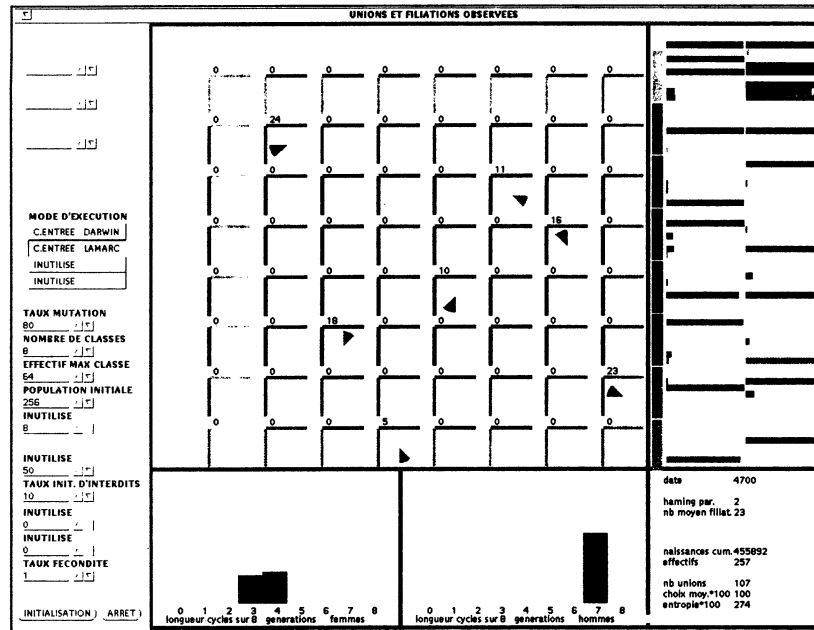 UNIONS ET FILIATIONS OBSERVEES
MODE D'EXECUTION
C.ENTREE DARWIN
C.ENTREE LAMARC
INUTILISE
INUTILISE
TAUX MUTATION
80
NOMBRE DE CLASSES
8
EFFECTIF MAX CLASSE
64
POPULATION INITIALE
256
INUTILISE
8
INUTILISE
50
TAUX INIT. D'INTERDITS
10
INUTILISE
0
INUTILISE
0
TAUX FECONDITE
1
INITIALISATION ) ARRET )
0 0 0 0 0 0 0 0
0 24 0 0 0 0 0 0
0 0 0 0 0 11 0 0
0 0 0 0 0 0 16 0
0 0 0 0 10 0 0 0
0 0 18 0 0 0 0 0
0 0 0 0 0 0 0 23
0 0 0 5 0 0 0 0
0 1 2 3 4 5 6 7 8
longueur cycles sur 8 generations femmes
0 1 2 3 4 5 6 7 8
longueur cycles sur 8 generations hommes
date 4700
haming par. 2
nb moyen filiat. 23
naissances cum. 455892
effectifs 257
nb unions 107
choix moy.*100 100
entropie*100 274